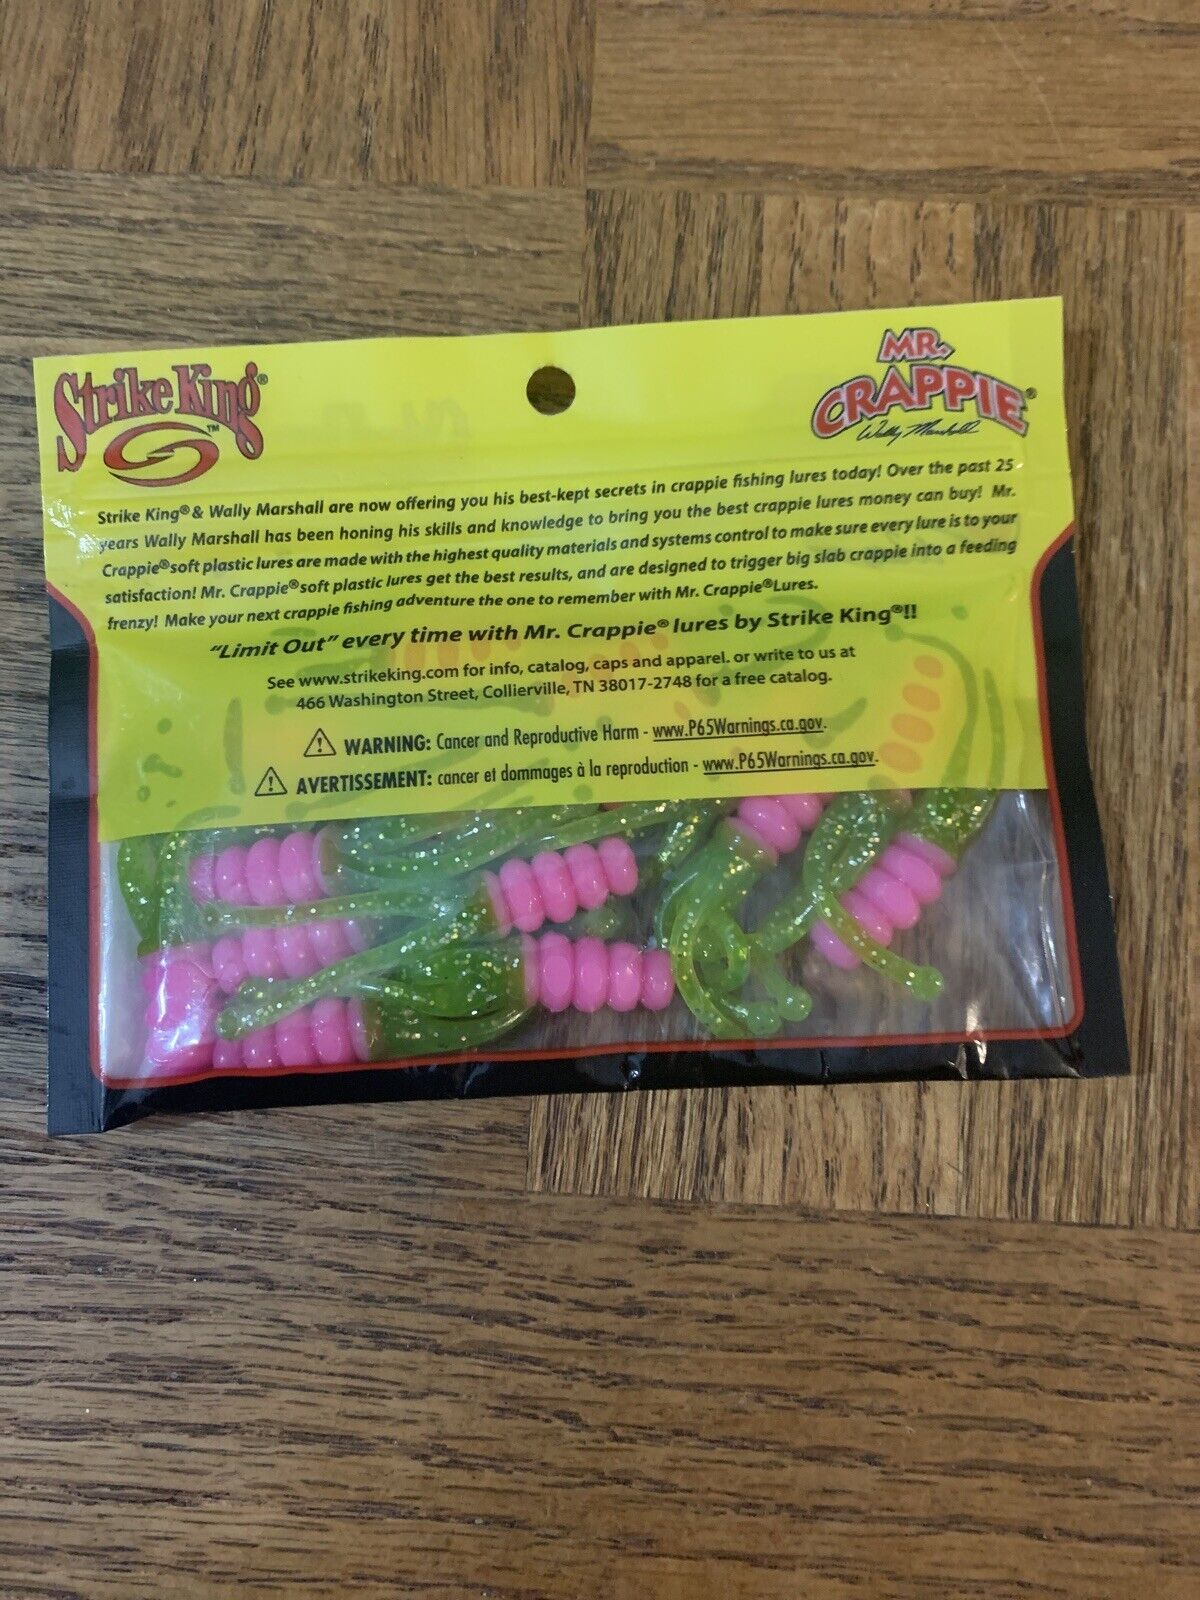 Strike King®
™
MR.
CRAPPIE®
Wally Marshall
Strike King® & Wally Marshall are now offering you his best-kept secrets in crappie fishing lures today! Over the past 25
years Wally Marshall has been honing his skills and knowledge to bring you the best crappie lures money can buy! Mr.
Crappie® soft plastic lures are made with the highest quality materials and systems control to make sure every lure is to your
satisfaction! Mr. Crappie® soft plastic lures get the best results, and are designed to trigger big slab crappie into a feeding
frenzy! Make your next crappie fishing adventure the one to remember with Mr. Crappie® Lures.
"Limit Out" every time with Mr. Crappie® lures by Strike King®!!
See www.strikeking.com for info, catalog, caps and apparel. or write to us at
466 Washington Street, Collierville, TN 38017-2748 for a free catalog.
WARNING: Cancer and Reproductive Harm - www.P65Warnings.ca.gov.
AVERTISSEMENT: cancer et dommages à la reproduction - www.P65Warnings.ca.gov.